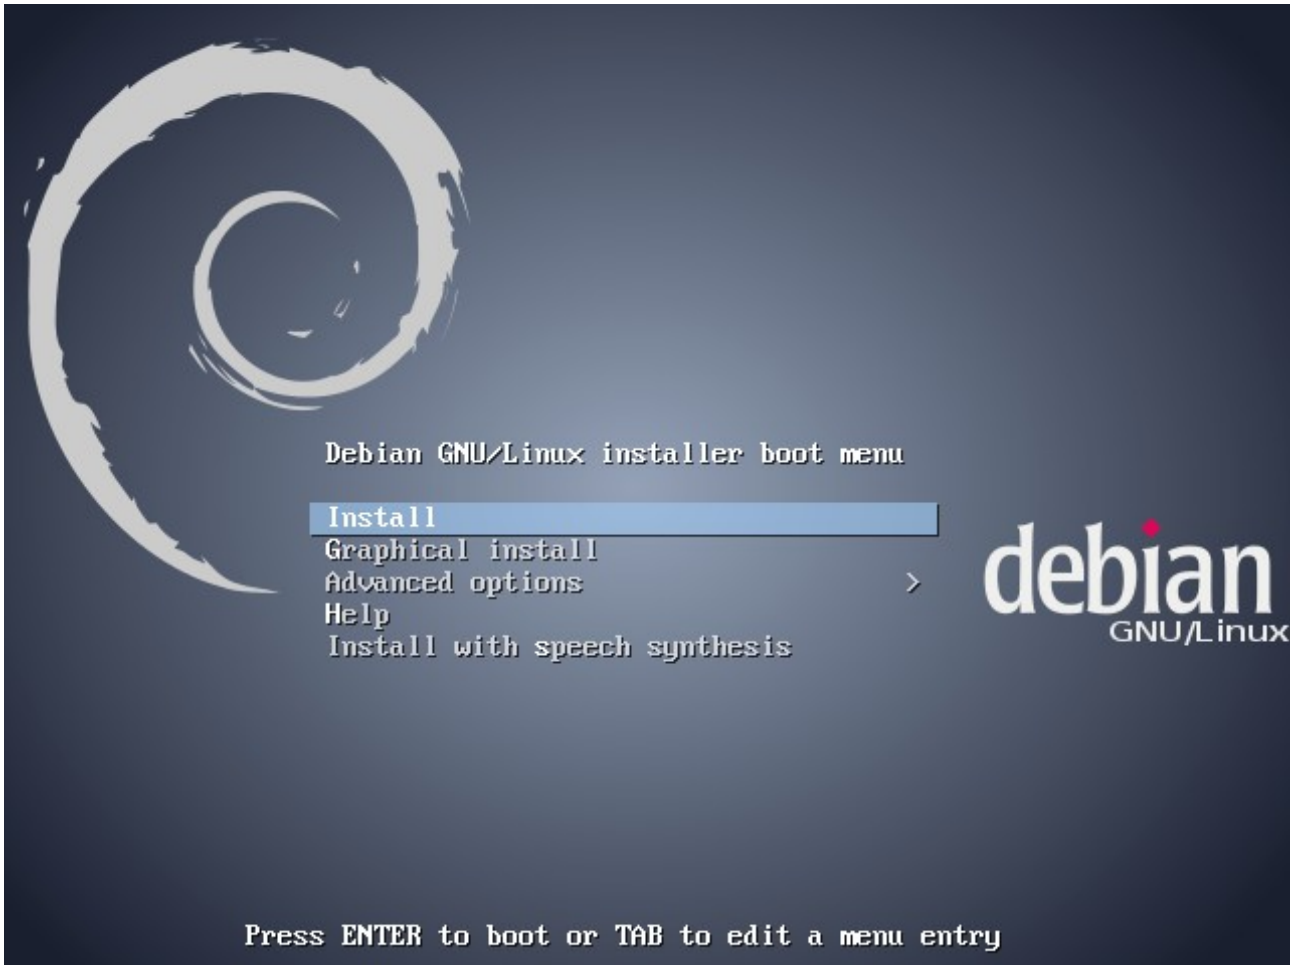 Debian GNU/Linux installer boot menu
Install
Graphical install
Advanced options >
Help
Install with speech synthesis
debian
GNU/Linux
Press ENTER to boot or TAB to edit a menu entry